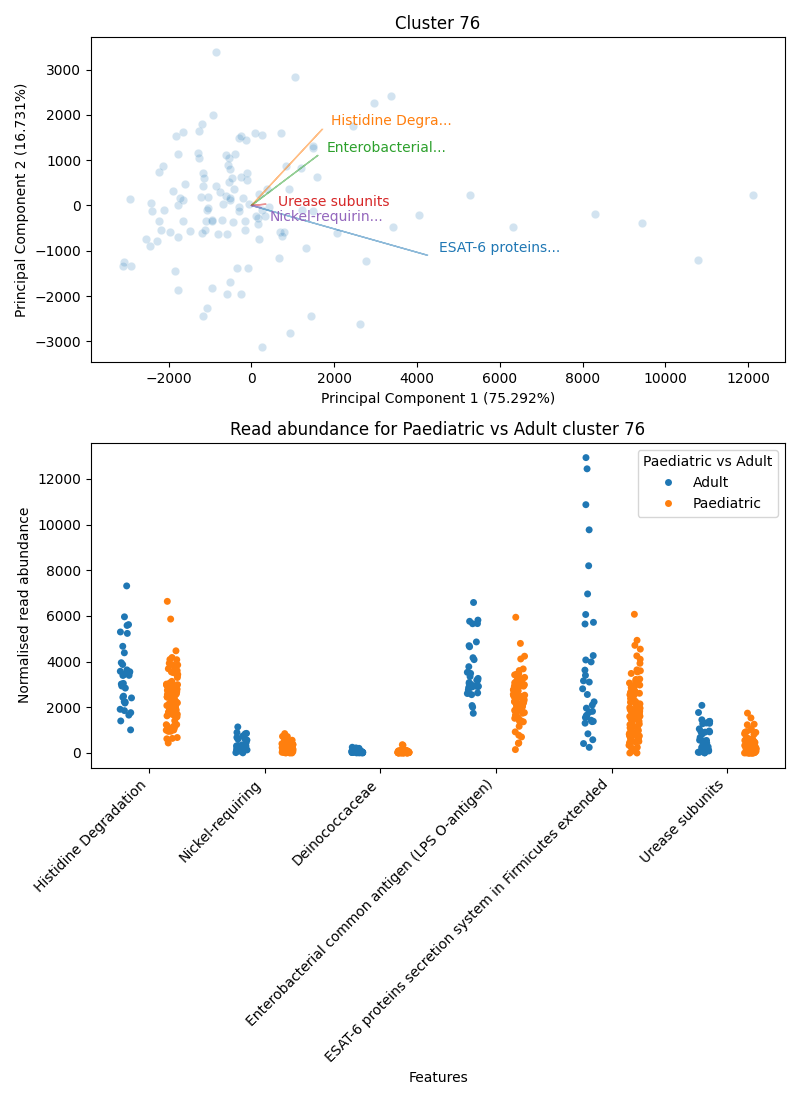 Cluster 76
Principal Component 2 (16.731%)
3000
2000
1000
0
−1000
−2000
−3000
Histidine Degra...
Enterobacterial...
Urease subunits
Nickel-requirin...
ESAT-6 proteins...
−2000 0 2000 4000 6000 8000 10000 12000
Principal Component 1 (75.292%)
Read abundance for Paediatric vs Adult cluster 76
Normalised read abundance
12000
10000
8000
6000
4000
2000
0
Paediatric vs Adult
Adult
Paediatric
Histidine Degradation
Nickel-requiring
Deinococcaceae
Enterobacterial common antigen (LPS O-antigen)
ESAT-6 proteins secretion system in Firmicutes extended
Urease subunits
Features